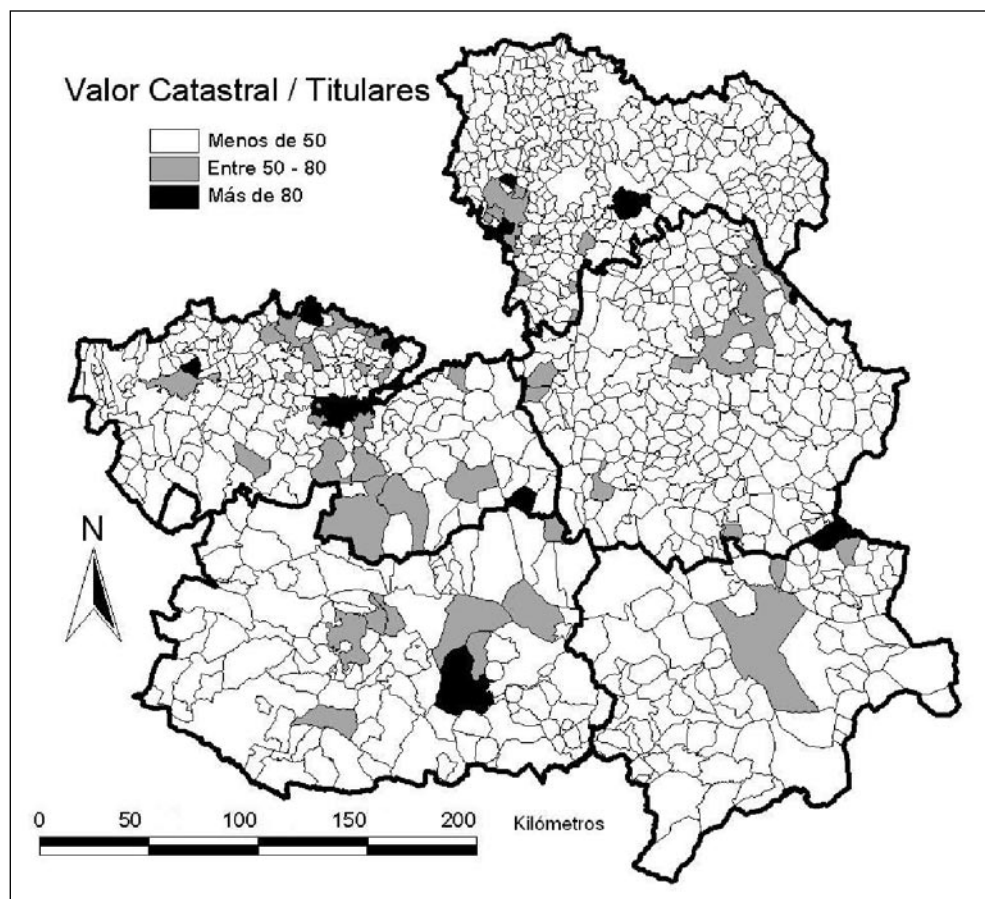 Valor Catastral / Titulares
Menos de 50
Entre 50 - 80
Más de 80
N
0 50 100 150 200 Kilómetros